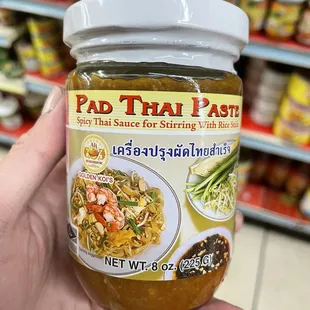 PAD THAI PASTE
Spicy Thai Sauce for Stirring With Rice Stick
เครื่องปรุงผัดไทยสำเร็จ
GOLDEN KOI'S
NET WT. 8 oz. (225 G)